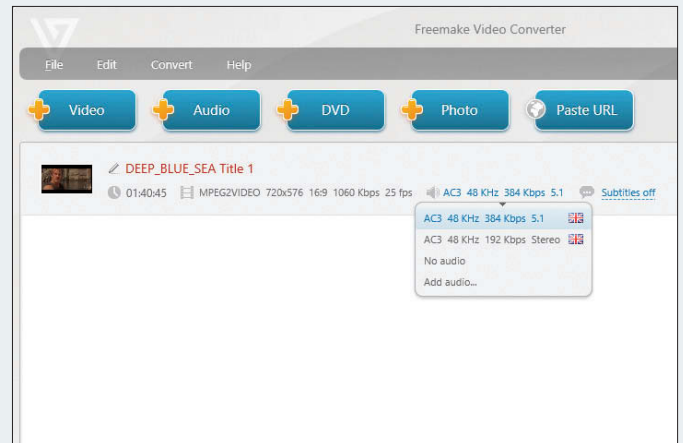 Freemake Video Converter
File Edit Convert Help
Video Audio DVD Photo Paste URL
DEEP_BLUE_SEA Title 1
01:40:45 MPEG2VIDEO 720x576 16:9 1060 Kbps 25 fps AC3 48 KHz 384 Kbps 5.1 Subtitles off
AC3 48 KHz 384 Kbps 5.1
AC3 48 KHz 192 Kbps Stereo
No audio
Add audio...